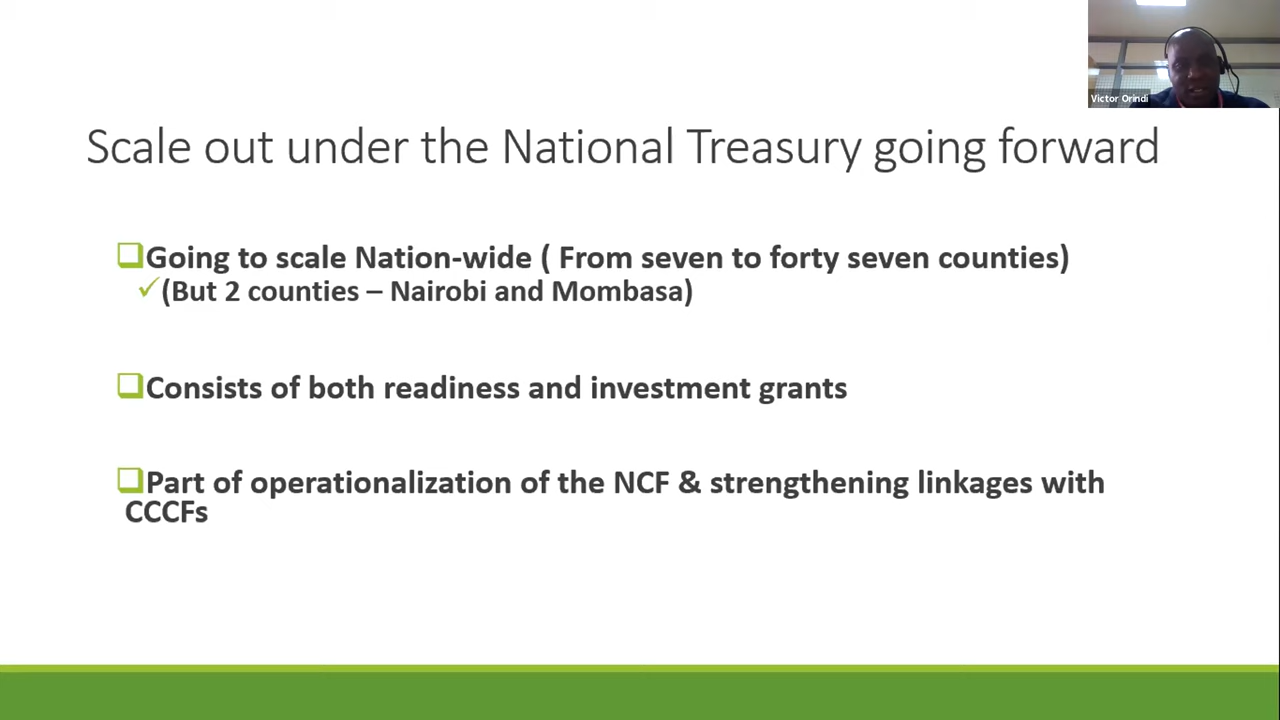 Victor Orindi
Scale out under the National Treasury going forward
Going to scale Nation-wide ( From seven to forty seven counties)
(But 2 counties – Nairobi and Mombasa)
Consists of both readiness and investment grants
Part of operationalization of the NCF & strengthening linkages with
CCCFs